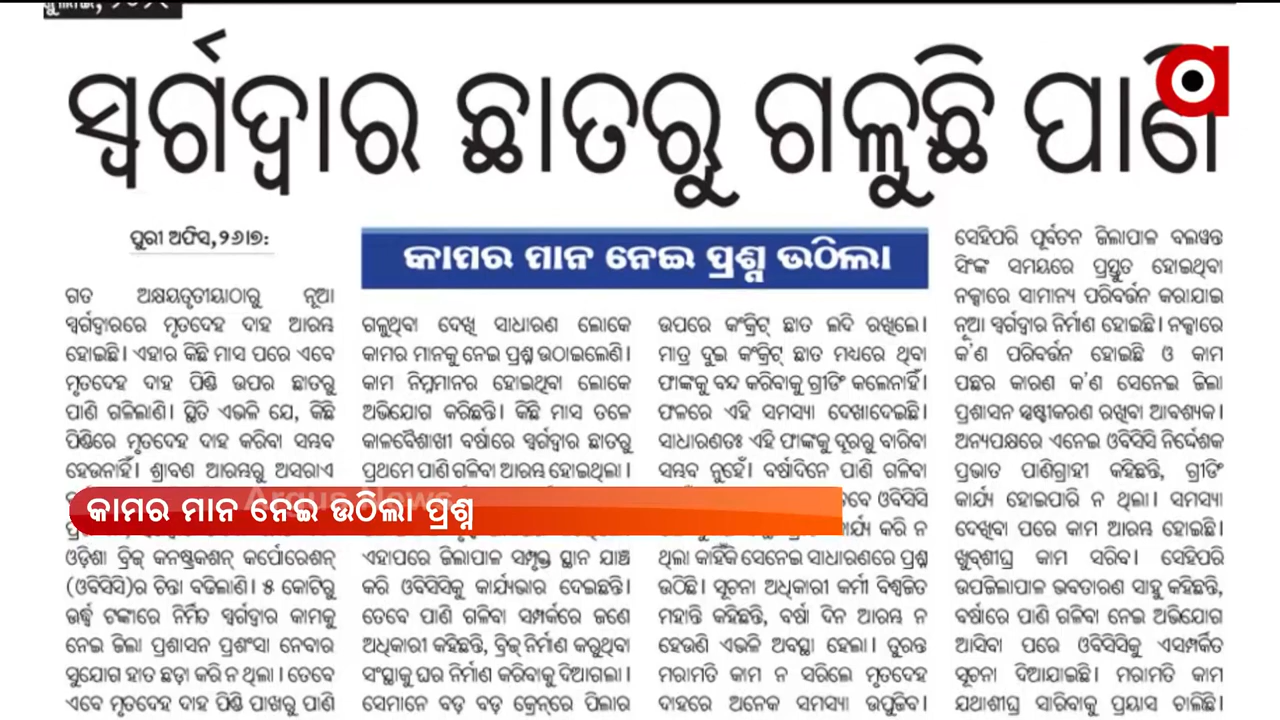 ସ୍ୱର୍ଗଦ୍ୱାର ଛାତରୁ ଗଳୁଛି ପାଣି
ପୁରୀ ଅଫିସ,୨୬।୭:
କାମର ମାନ ନେଇ ପ୍ରଶ୍ନ ଉଠିଲା
ଗତ ଅକ୍ଷୟତୃତୀୟାଠାରୁ ନୂଆ
ସ୍ୱର୍ଗଦ୍ୱାରରେ ମୃତଦେହ ଦାହ ଆରମ୍ଭ
ହୋଇଛି। ଏହାର କିଛି ମାସ ପରେ ଏବେ
ମୃତଦେହ ଦାହ ପିଣ୍ଡି ଉପର ଛାତରୁ
ପାଣି ଗଳିଲାଣି। ସ୍ଥିତି ଏଭଳି ଯେ, କିଛି
ପିଣ୍ଡିରେ ମୃତଦେହ ଦାହ କରିବା ସମ୍ଭବ
ହେଉନାହିଁ। ଶ୍ରାବଣ ଆରମ୍ଭରୁ ଅସରାଏ
ଓଡ଼ିଶା ବ୍ରିଜ୍ କନଷ୍ଟ୍ରକଶନ୍ କର୍ପୋରେଶନ୍
(ଓବିସିସି)ର ଚିନ୍ତା ବଢିଲାଣି। ୫ କୋଟିରୁ
ଊର୍ଦ୍ଧ୍ୱ ଟଙ୍କାରେ ନିର୍ମିତ ସ୍ୱର୍ଗଦ୍ୱାର କାମକୁ
ନେଇ ଜିଲା ପ୍ରଶାସନ ପ୍ରଶଂସା ନେବାର
ସୁଯୋଗ ହାତ ଛଡ଼ା କରି ନ ଥିଲା। ତେବେ
ଏବେ ମୃତଦେହ ଦାହ ପିଣ୍ଡି ପାଖରୁ ପାଣି
ଗଳୁଥିବା ଦେଖି ସାଧାରଣ ଲୋକେ
କାମର ମାନକୁ ନେଇ ପ୍ରଶ୍ନ ଉଠାଇଲେଣି।
କାମ ନିମ୍ନମାନର ହୋଇଥିବା ଲୋକେ
ଅଭିଯୋଗ କରିଛନ୍ତି। କିଛି ମାସ ତଳେ
କାଳବୈଶାଖୀ ବର୍ଷାରେ ସ୍ୱର୍ଗଦ୍ୱାର ଛାତରୁ
ପ୍ରଥମେ ପାଣି ଗଳିବା ଆରମ୍ଭ ହୋଇଥିଲା।
ଏହାପରେ ଜିଲାପାଳ ସମ୍ପୃକ୍ତ ସ୍ଥାନ ଯାଞ୍ଚ
କରି ଓବିସିସିକୁ କାର୍ଯ୍ୟଭାର ଦେଇଛନ୍ତି।
ତେବେ ପାଣି ଗଳିବା ସମ୍ପର୍କରେ ଜଣେ
ଅଧିକାରୀ କହିଛନ୍ତି, ବ୍ରିଜ୍ ନିର୍ମାଣ କରୁଥିବା
ସଂସ୍ଥାକୁ ଘର ନିର୍ମାଣ କରିବାକୁ ଦିଆଗଲା।
ସେମାନେ ବଡ଼ ବଡ଼ କ୍ରେନ୍‌ରେ ପିଲାର
ଉପରେ କଂକ୍ରିଟ୍ ଛାତ ଲଦି ରଖିଲେ।
ମାତ୍ର ଦୁଇ କଂକ୍ରିଟ୍ ଛାତ ମଧ୍ୟରେ ଥିବା
ଫାଙ୍କକୁ ବନ୍ଦ କରିବାକୁ ଗ୍ରୀଡିଂ କଲେନାହିଁ।
ଫଳରେ ଏହି ସମସ୍ୟା ଦେଖାଦେଇଛି।
ସାଧାରଣତଃ ଏହି ଫାଙ୍କକୁ ଦୂରରୁ ବାରିବା
ସମ୍ଭବ ନୁହେଁ। ବର୍ଷାଦିନେ ପାଣି ଗଳିବା
ତେବେ ଓବିସିସି
କାର୍ଯ୍ୟ କରି ନ
ଥିଲା କାହିଁକି ସେନେଇ ସାଧାରଣରେ ପ୍ରଶ୍ନ
ଉଠିଛି। ସୂଚନା ଅଧିକାରୀ କର୍ମୀ ବିଶ୍ୱଜିତ
ମହାନ୍ତି କହିଛନ୍ତି, ବର୍ଷା ଦିନ ଆରମ୍ଭ ନ
ହେଉଣି ଏଭଳି ଅବସ୍ଥା ହେଲା। ତୁରନ୍ତ
ମରାମତି କାମ ନ ସରିଲେ ମୃତଦେହ
ଦାହରେ ଅନେକ ସମସ୍ୟା ଉପୁଜିବ।
ସେହିପରି ପୂର୍ବତନ ଜିଲାପାଳ ବଲୱନ୍ତ
ସିଂଙ୍କ ସମୟରେ ପ୍ରସ୍ତୁତ ହୋଇଥିବା
ନକ୍ସାରେ ସାମାନ୍ୟ ପରିବର୍ତ୍ତନ କରାଯାଇ
ନୂଆ ସ୍ୱର୍ଗଦ୍ୱାର ନିର୍ମାଣ ହୋଇଛି। ନକ୍ସାରେ
କ'ଣ ପରିବର୍ତ୍ତନ ହୋଇଛି ଓ କାମ
ପଛର କାରଣ କ'ଣ ସେନେଇ ଜିଲା
ପ୍ରଶାସନ ସ୍ପଷ୍ଟୀକରଣ ରଖିବା ଆବଶ୍ୟକ।
ଅନ୍ୟପକ୍ଷରେ ଏନେଇ ଓବିସିସି ନିର୍ଦ୍ଦେଶକ
ପ୍ରଭାତ ପାଣିଗ୍ରାହୀ କହିଛନ୍ତି, ଗ୍ରୀଡିଂ
କାର୍ଯ୍ୟ ହୋଇପାରି ନ ଥିଲା। ସମସ୍ୟା
ଦେଖିବା ପରେ କାମ ଆରମ୍ଭ ହୋଇଛି।
ଖୁବ୍‌ଶୀଘ୍ର କାମ ସରିବ। ସେହିପରି
ଉପଜିଲାପାଳ ଭବତାରଣ ସାହୁ କହିଛନ୍ତି,
ବର୍ଷାରେ ପାଣି ଗଳିବା ନେଇ ଅଭିଯୋଗ
ଆସିବା ପରେ ଓବିସିସିକୁ ଏସମ୍ପର୍କିତ
ସୂଚନା ଦିଆଯାଇଛି। ମରାମତି କାମ
ଯଥାଶୀଘ୍ର ସାରିବାକୁ ପ୍ରୟାସ ଚାଲିଛି।
Argus News
କାମର ମାନ ନେଇ ଉଠିଲା ପ୍ରଶ୍ନ